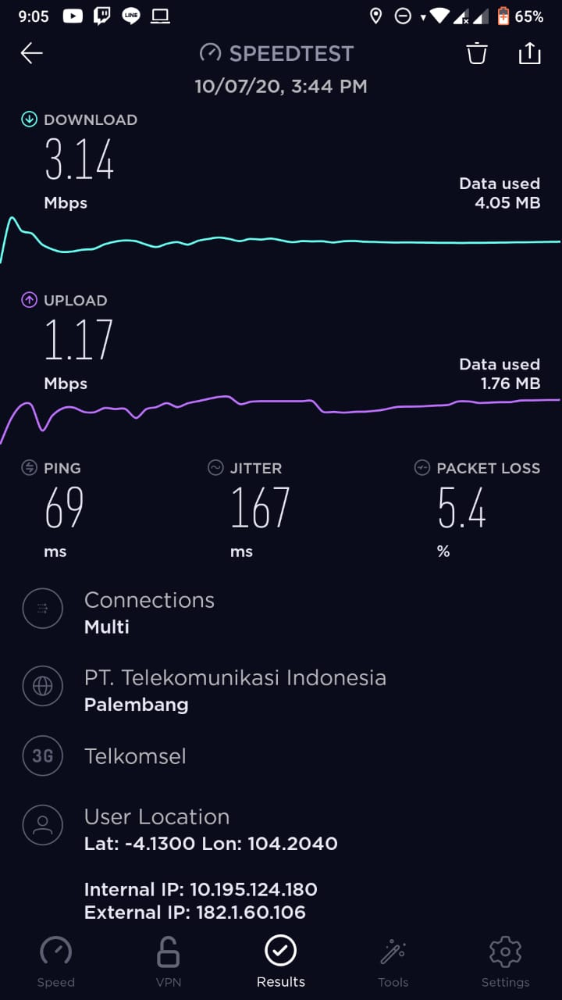 9:05
LINE
65%
SPEEDTEST
10/07/20, 3:44 PM
DOWNLOAD
3.14
Mbps
Data used
4.05 MB
UPLOAD
1.17
Mbps
Data used
1.76 MB
PING
JITTER
PACKET LOSS
69
167
5.4
ms
ms
%
Connections
Multi
PT. Telekomunikasi Indonesia
Palembang
3G
Telkomsel
User Location
Lat: -4.1300 Lon: 104.2040
Internal IP: 10.195.124.180
External IP: 182.1.60.106
Speed
VPN
Results
Tools
Settings